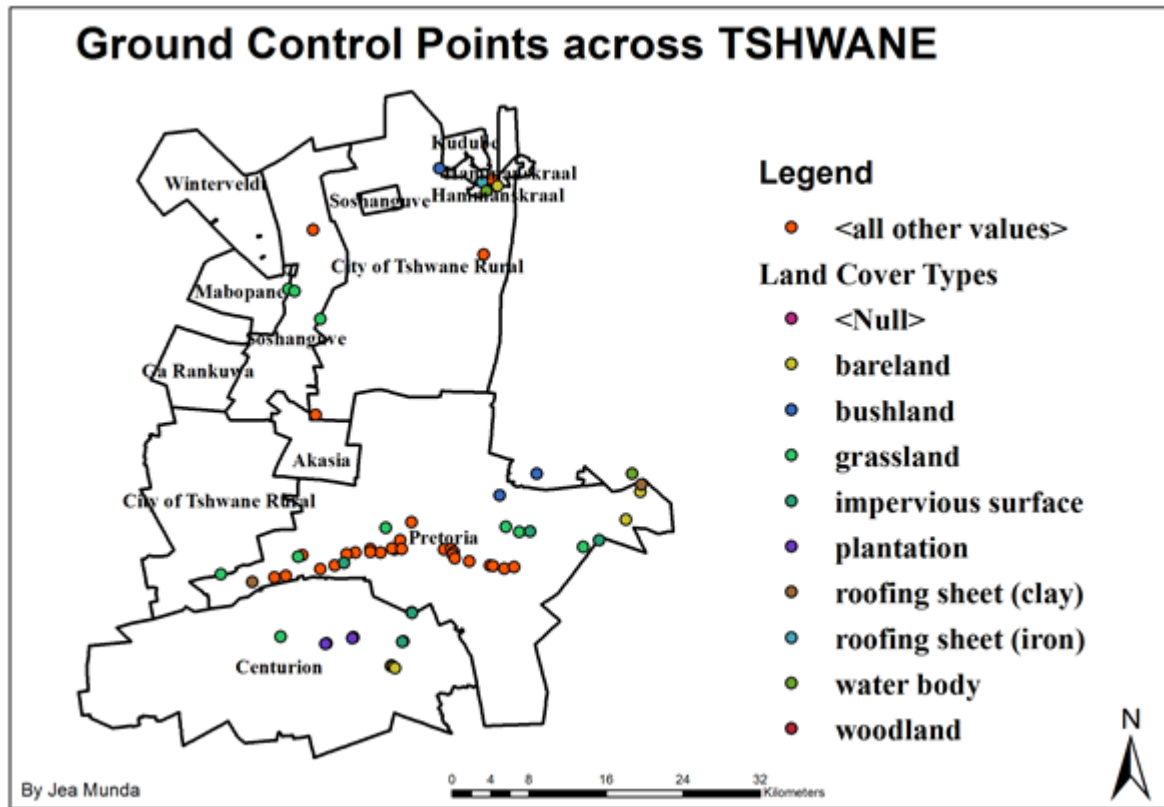 Ground Control Points across TSHWANE
Kudube
Winterveldt
Hammanskraal
Soshanguve
Hammanskraal
City of Tshwane Rural
Mabopane
Soshanguve
Ga Rankuwa
Akasia
City of Tshwane Rural
Pretoria
Centurion
Legend
<all other values>
Land Cover Types
<Null>
bareland
bushland
grassland
impervious surface
plantation
roofing sheet (clay)
roofing sheet (iron)
water body
woodland
N
By Jea Munda
0 4 8 16 24 32
Kilometers